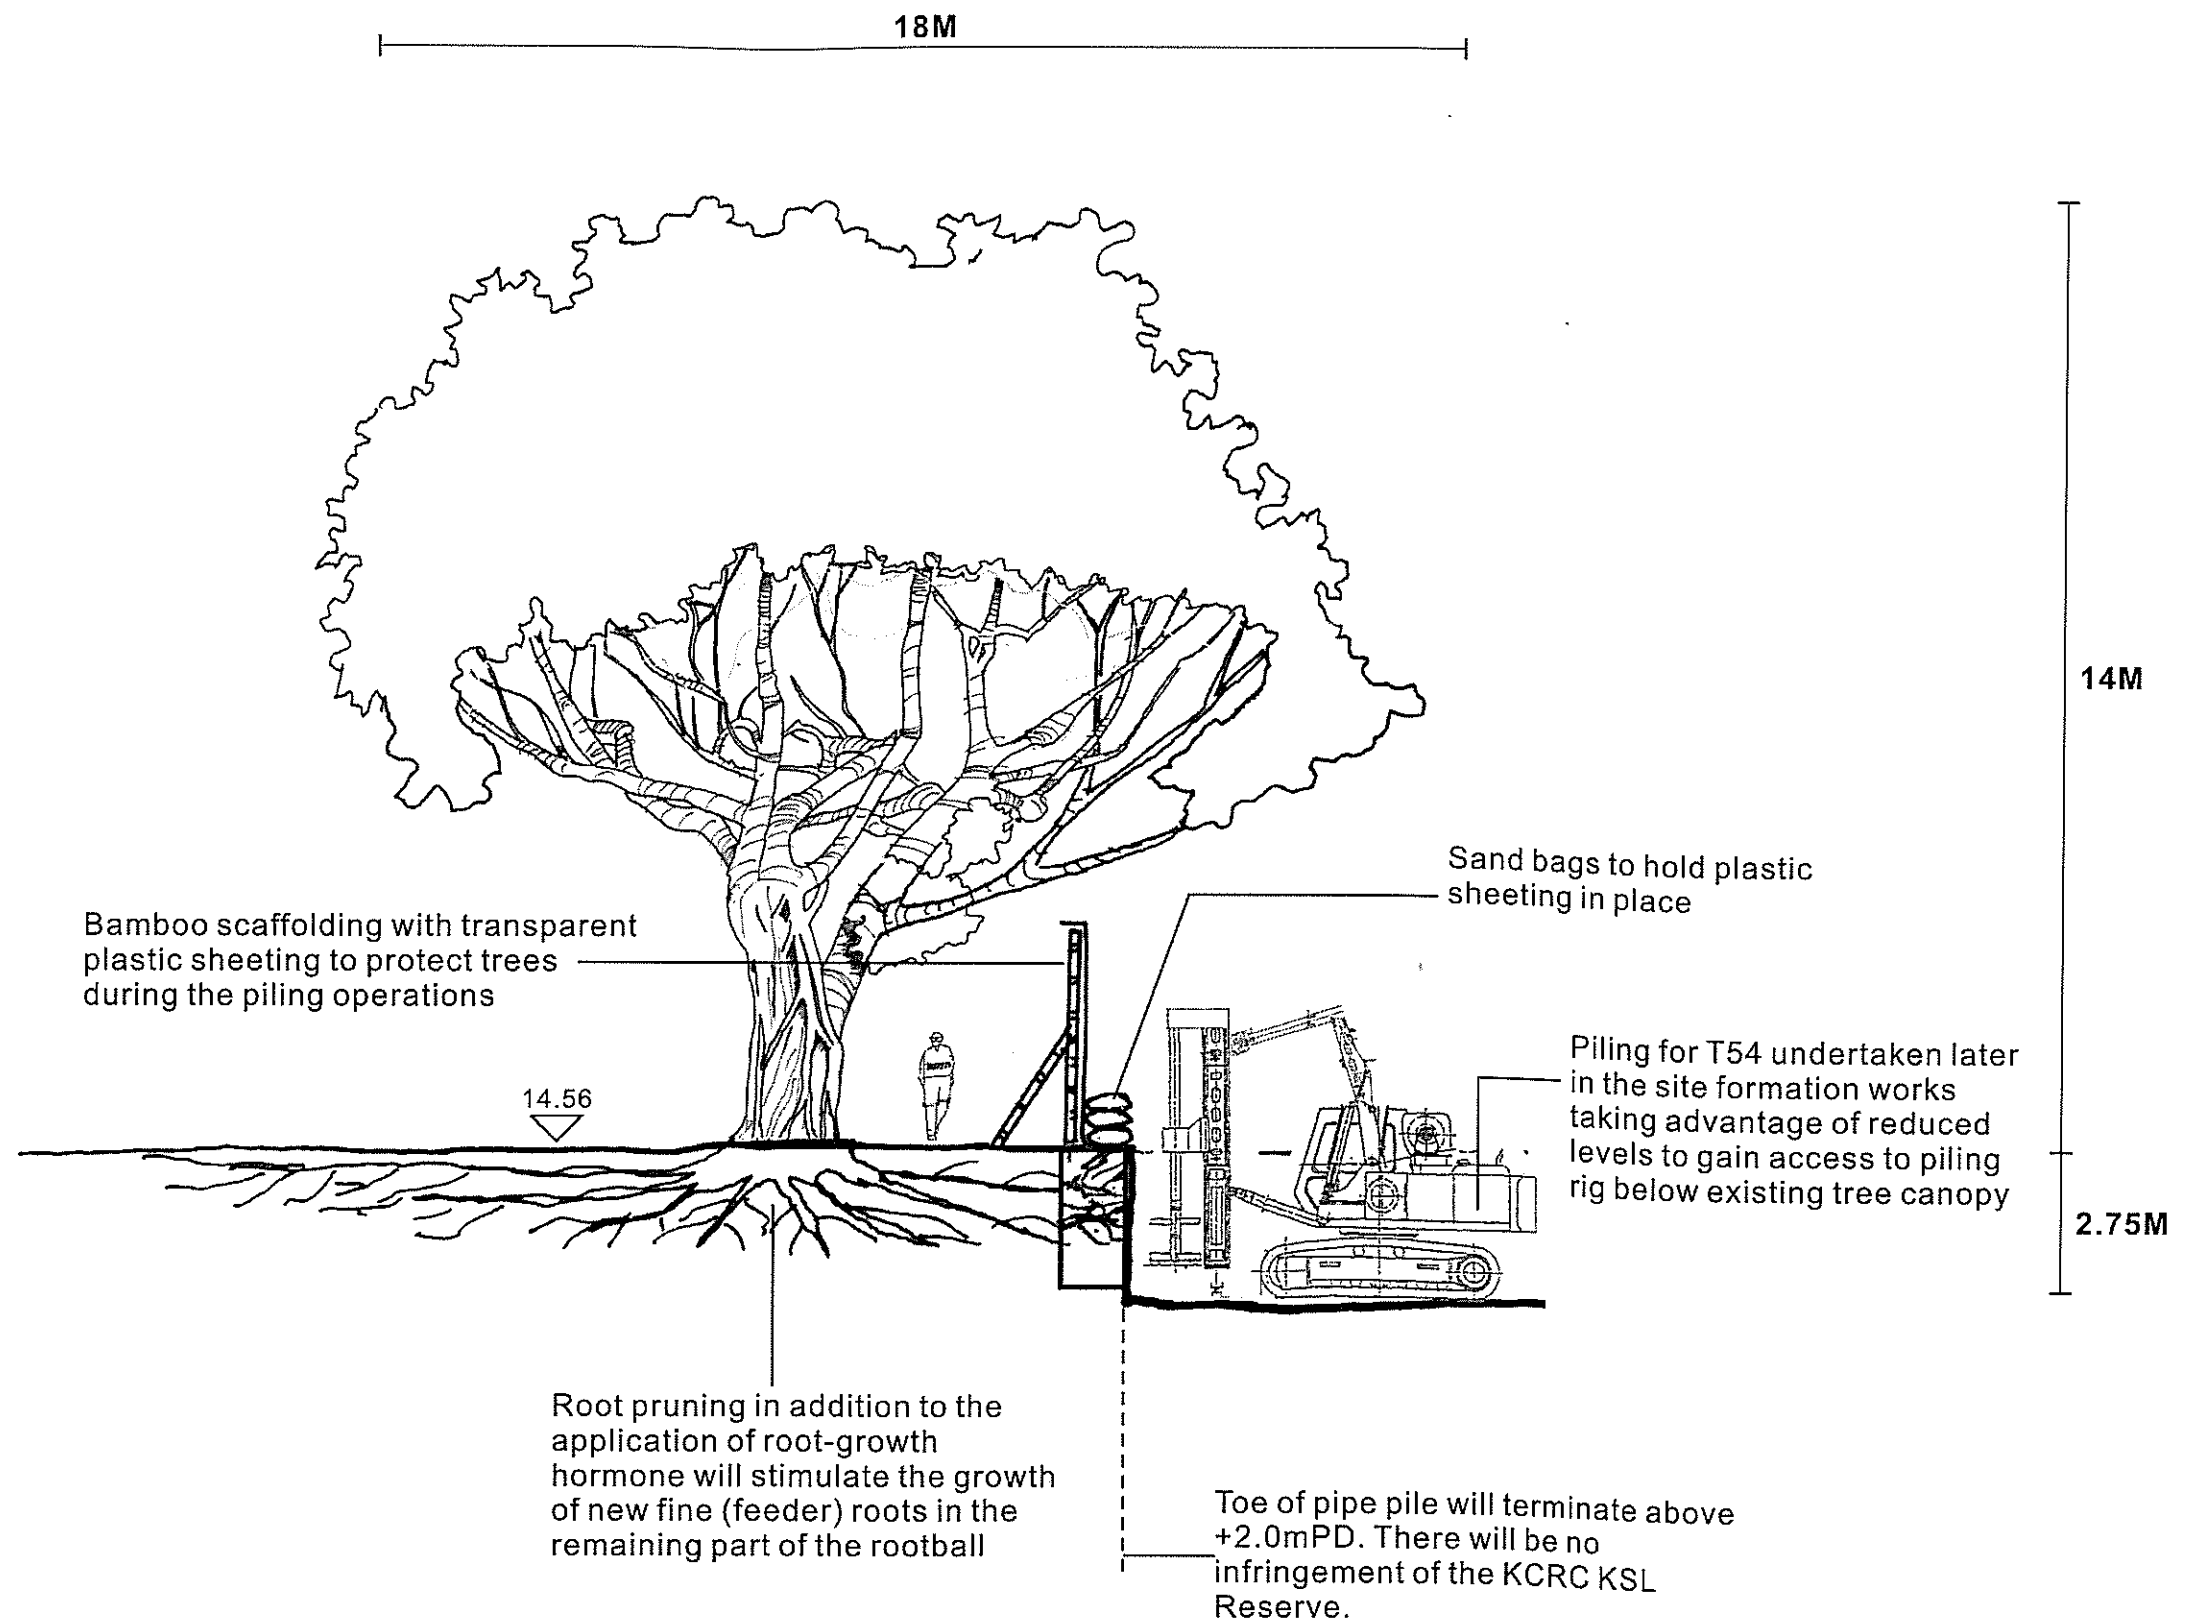 18M
14M
Sand bags to hold plastic
sheeting in place
Bamboo scaffolding with transparent
plastic sheeting to protect trees
during the piling operations
Piling for T54 undertaken later
in the site formation works
taking advantage of reduced
levels to gain access to piling
rig below existing tree canopy
14.56
2.75M
Root pruning in addition to the
application of root-growth
hormone will stimulate the growth
of new fine (feeder) roots in the
remaining part of the rootball
Toe of pipe pile will terminate above
+2.0mPD. There will be no
infringement of the KCRC KSL
Reserve.